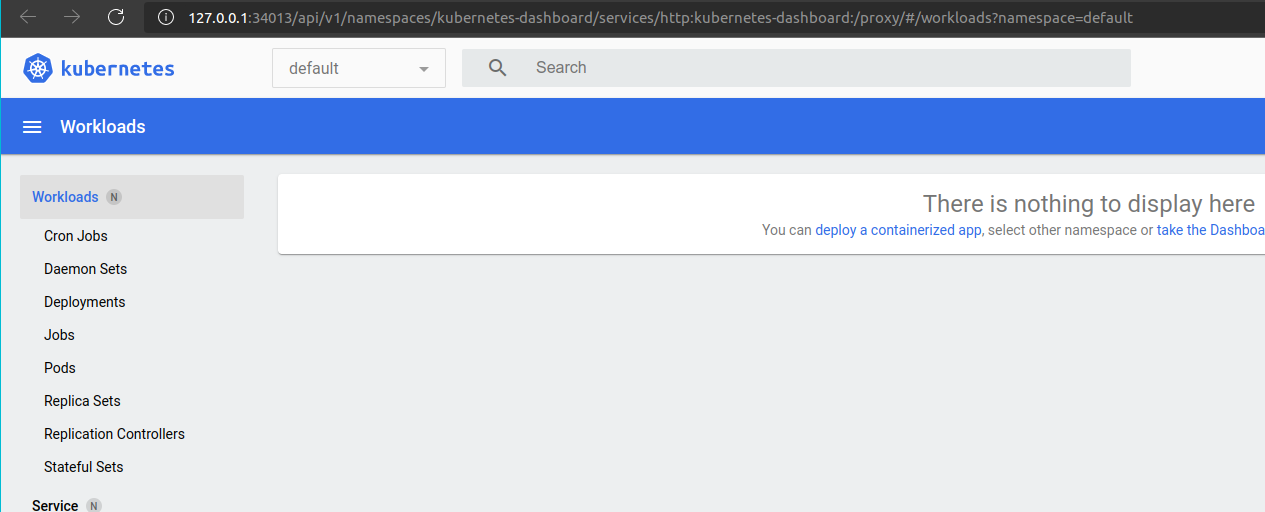 127.0.0.1:34013/api/v1/namespaces/kubernetes-dashboard/services/http:kubernetes-dashboard:/proxy/#/workloads?namespace=default
kubernetes
default
Search
Workloads
Workloads N
There is nothing to display here
You can deploy a containerized app, select other namespace or take the Dashboa
Cron Jobs
Daemon Sets
Deployments
Jobs
Pods
Replica Sets
Replication Controllers
Stateful Sets
Service N